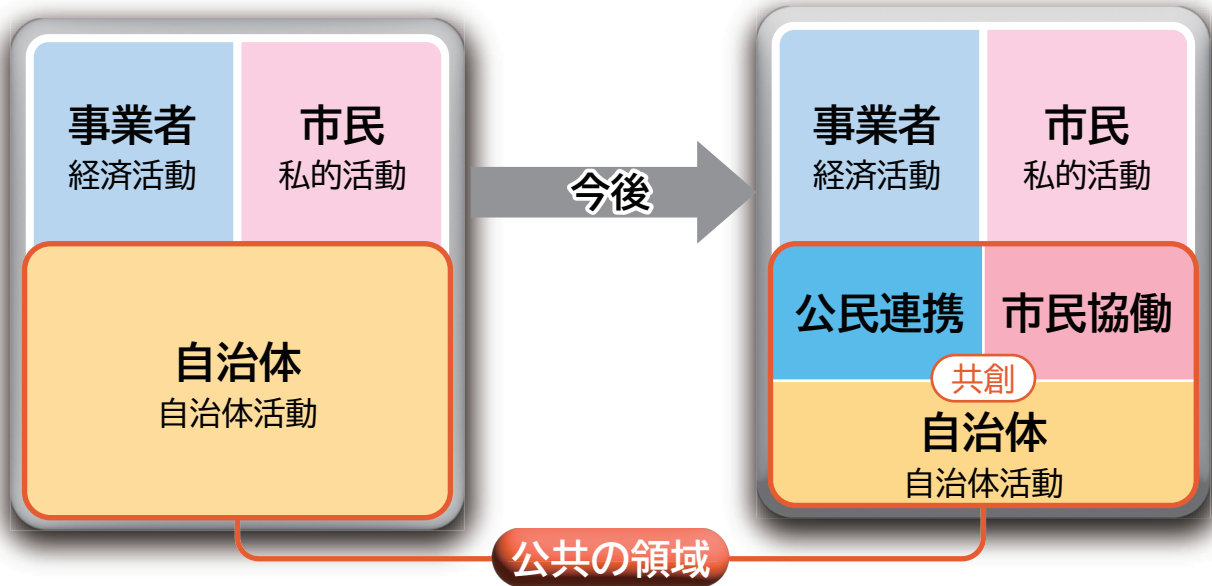 事業者
経済活動
市民
私的活動
自治体
自治体活動
今後
事業者
経済活動
市民
私的活動
公民連携
市民協働
共創
自治体
自治体活動
公共の領域